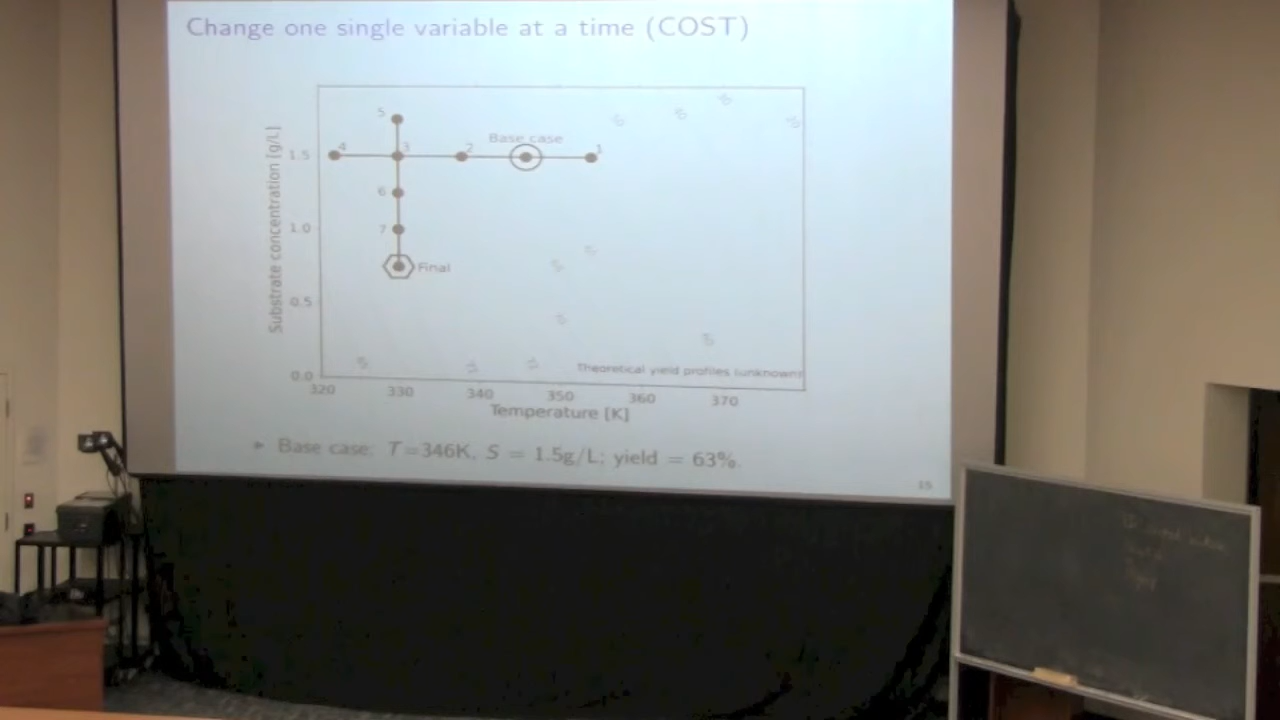 Change one single variable at a time (COST)
Substrate concentration [g/L]
5
Base case
1.5
4
3
2
1
6
1.0
7
Final
0.5
Theoretical yield profiles (unknown)
0.0
320
330
340
350
360
370
Temperature [K]
Base case: T=346K, S = 1.5g/L; yield = 63%.
15